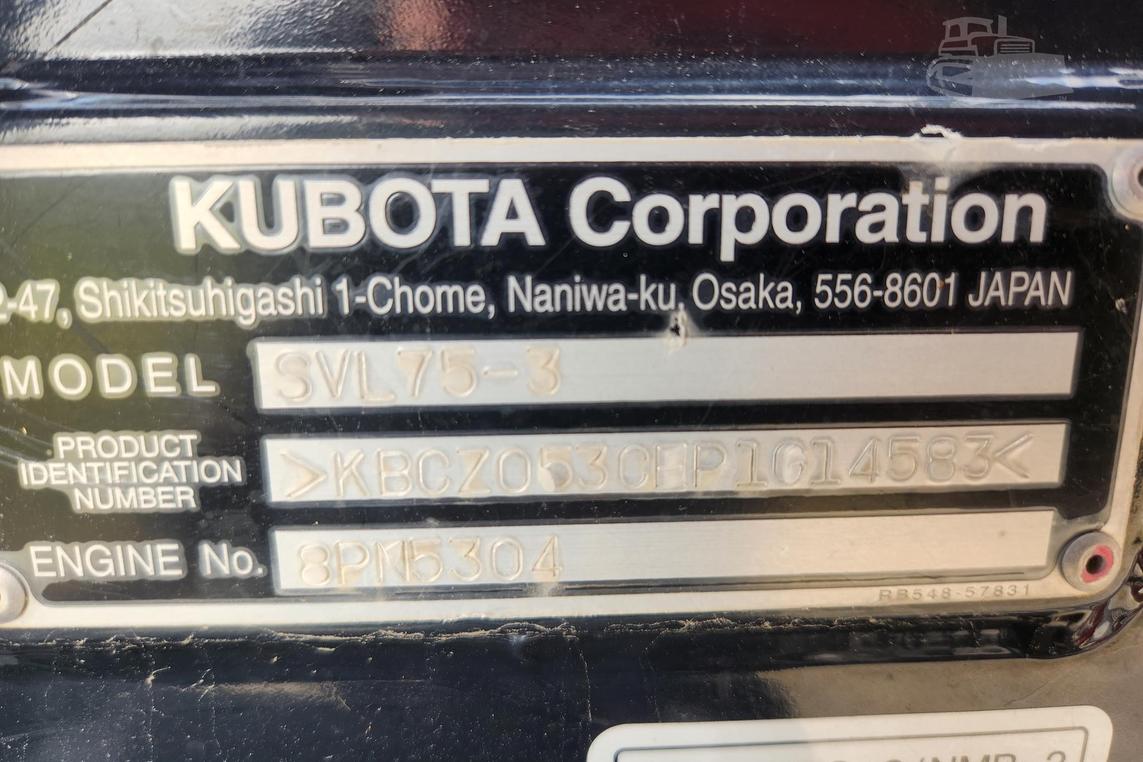 KUBOTA Corporation
2-47, Shikitsuhigashi 1-Chome, Naniwa-ku, Osaka, 556-8601 JAPAN
MODEL SVL75-3
PRODUCT
IDENTIFICATION
NUMBER >KBCZ053CEP1G14583<
ENGINE No. 8PM5304
RB548-57831